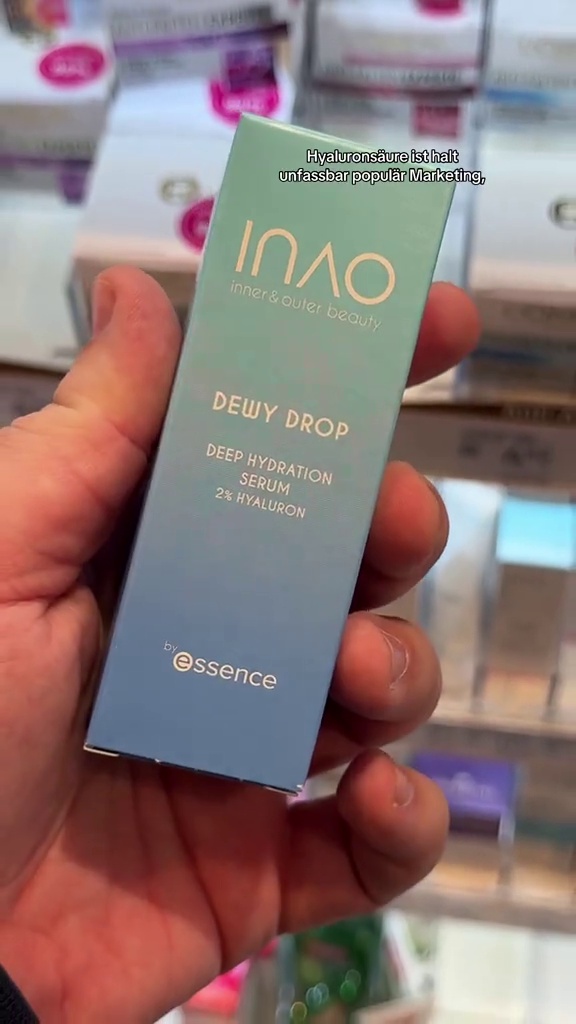 Hyaluronsäure ist halt
unfassbar populär Marketing,
INAO
inner & outer beauty
DEWY DROP
DEEP HYDRATION
SERUM
2% HYALURON
by essence